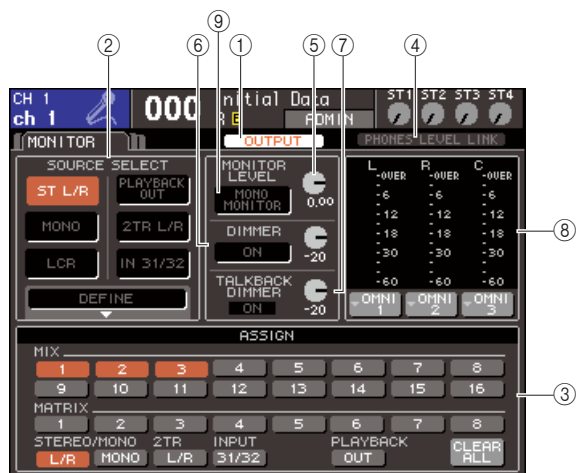 ⑨
② ⑥ ① ⑤ ⑦ ④
CH 1
ch 1
000
nitial Data
R E
ADMIN
ST1 ST2 ST3 ST4
MONITOR
OUTPUT
PHONES-LEVEL LINK
SOURCE SELECT
ST L/R
PLAYBACK OUT
MONO
2TR L/R
LCR
IN 31/32
DEFINE
MONITOR LEVEL
MONO MONITOR
0.00
DIMMER
ON
-20
TALKBACK DIMMER
ON
-20
L R C
-OVER -OVER -OVER
-6 -6 -6
-12 -12 -12
-18 -18 -18
-30 -30 -30
-60 -60 -60
OMNI 1 OMNI 2 OMNI 3
⑧
ASSIGN
MIX
1 2 3 4 5 6 7 8
9 10 11 12 13 14 15 16
③
MATRIX
1 2 3 4 5 6 7 8
STEREO/MONO 2TR INPUT PLAYBACK
L/R MONO L/R 31/32 OUT CLEAR ALL